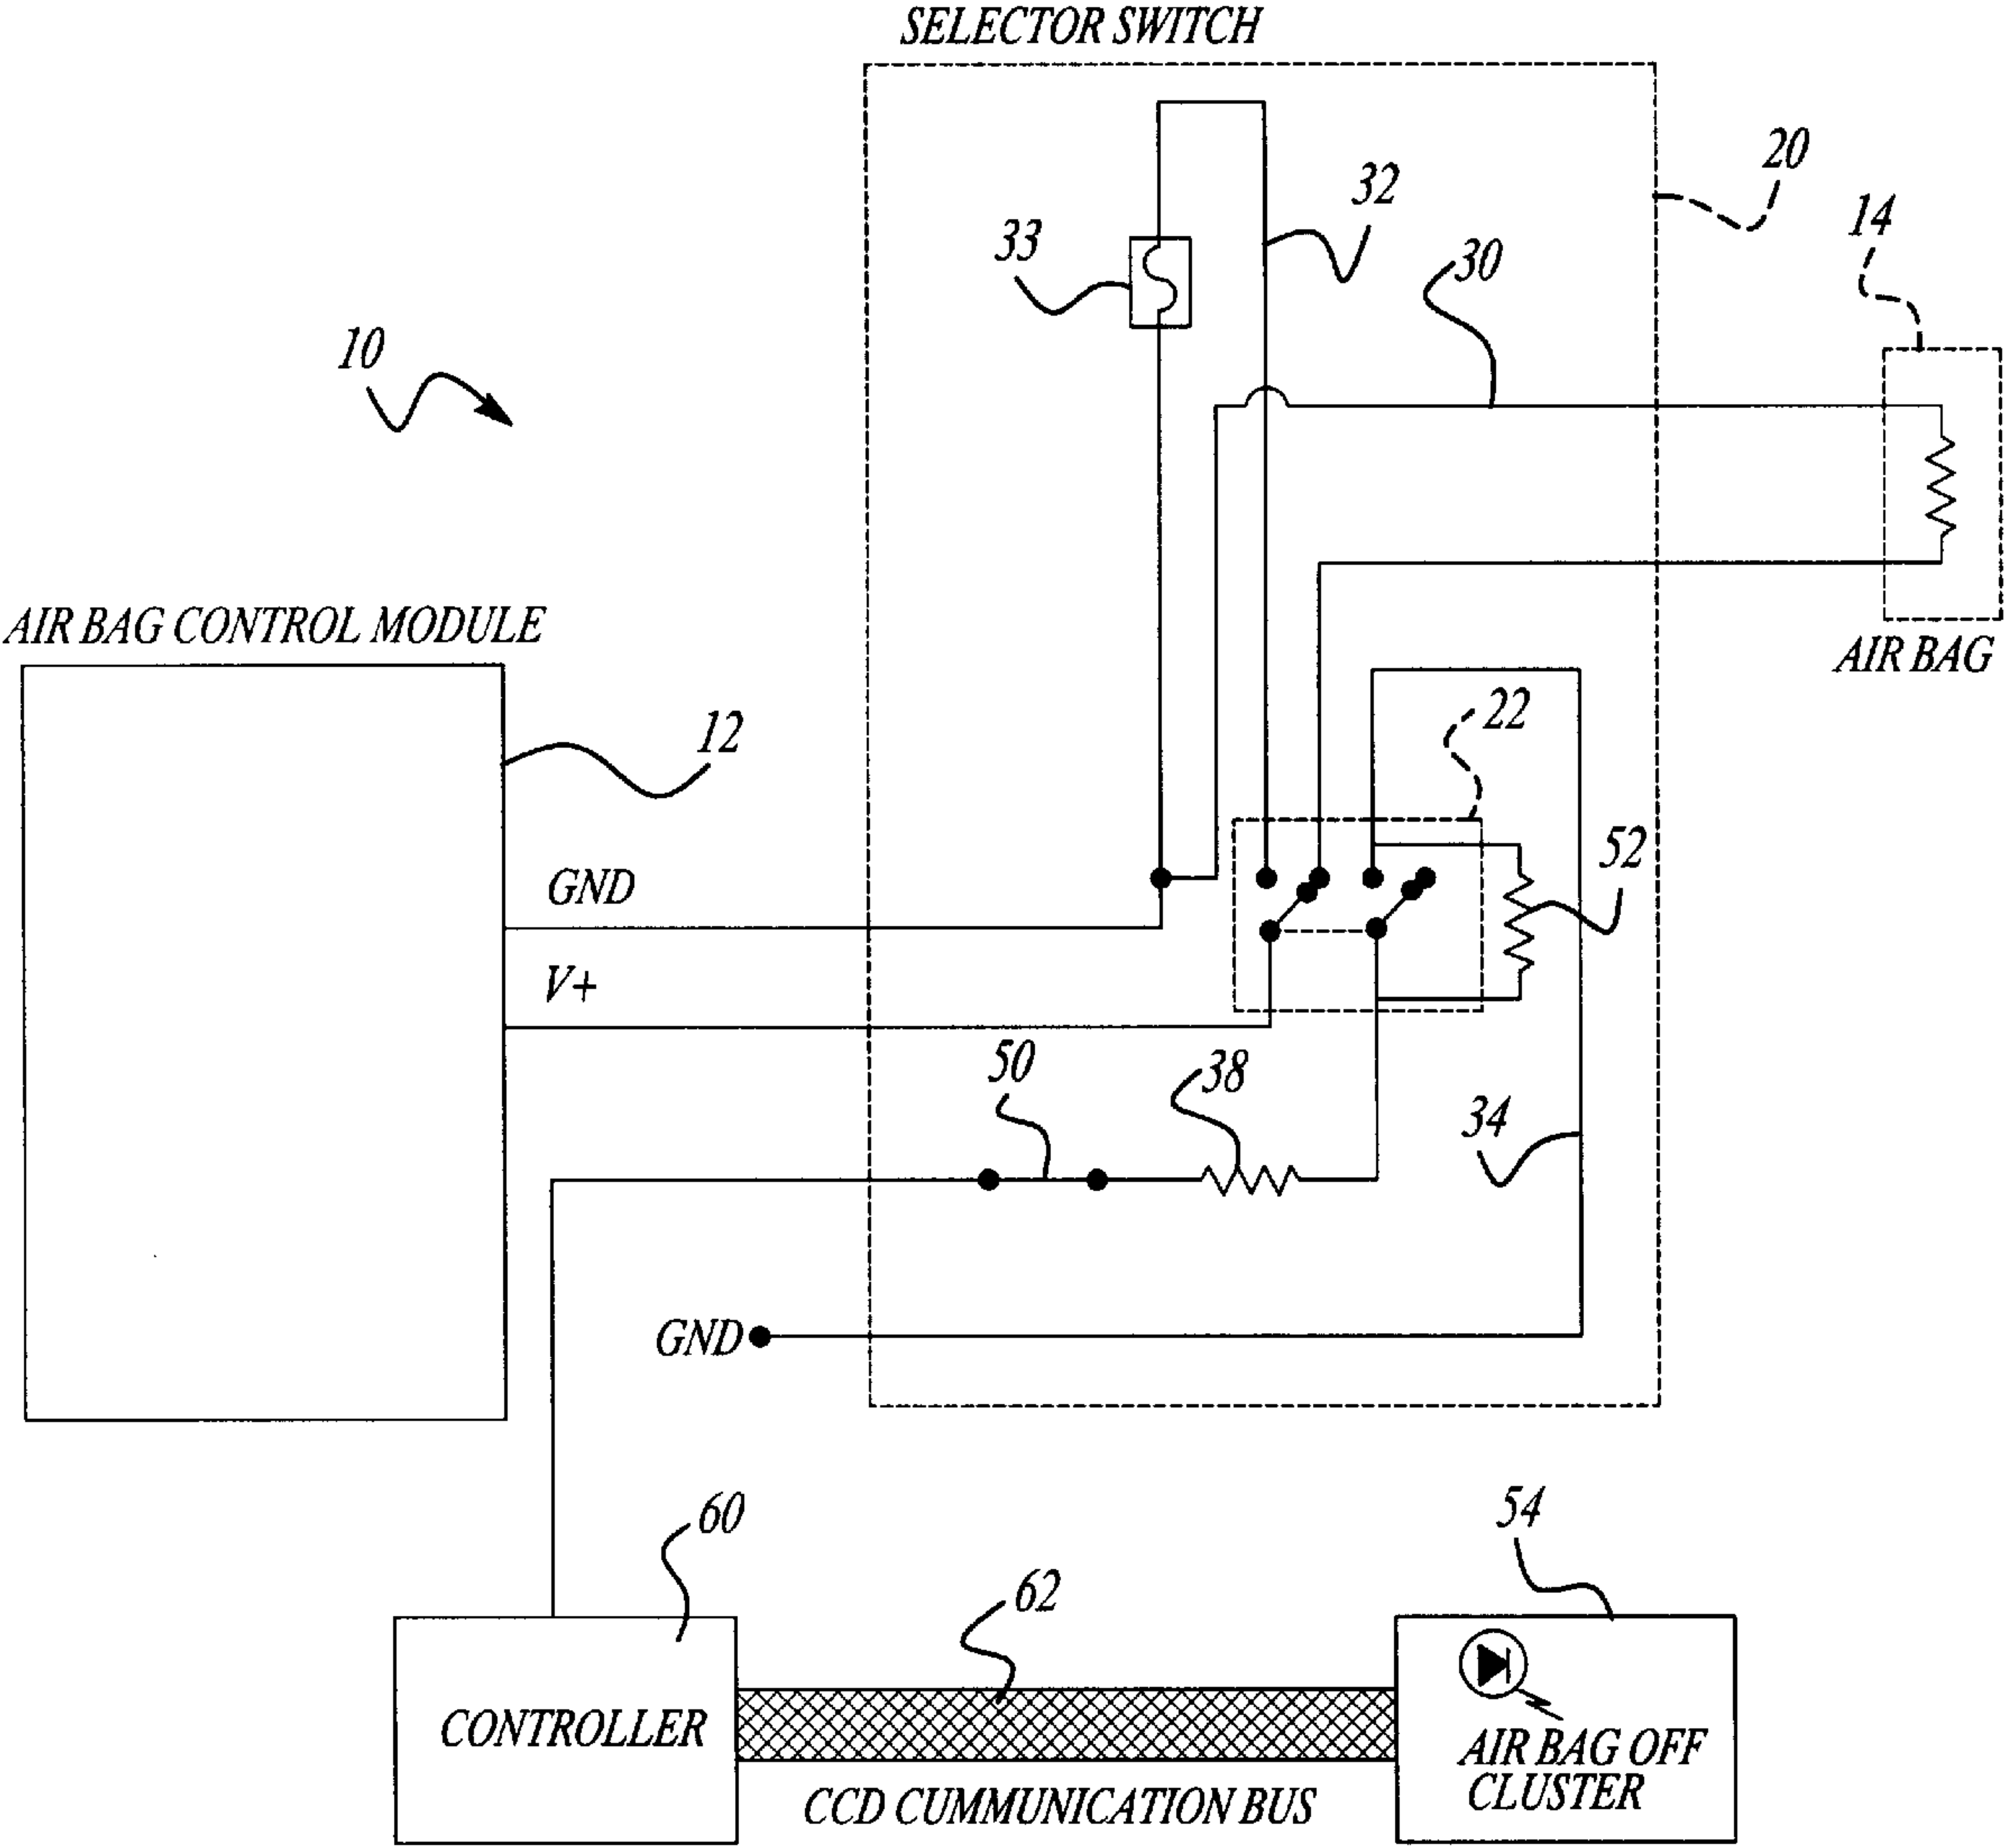 SELECTOR SWITCH
20
32
14
33
30
10
AIR BAG CONTROL MODULE
AIR BAG
22
12
52
GND
V+
50
38
34
GND
60
54
62
CONTROLLER
AIR BAG OFF
CLUSTER
CCD CUMMUNICATION BUS